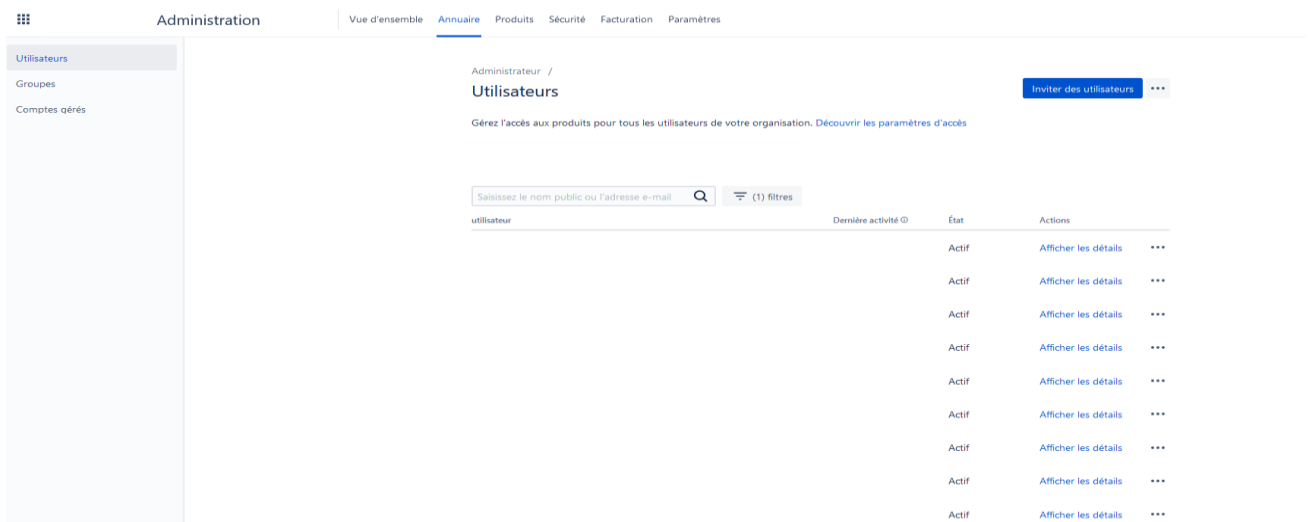 Administration Vue d'ensemble Annuaire Produits Sécurité Facturation Paramètres
Utilisateurs
Groupes
Comptes gérés
Administrateur /
Utilisateurs
Inviter des utilisateurs
Gérez l'accès aux produits pour tous les utilisateurs de votre organisation. Découvrir les paramètres d'accès
Saisissez le nom public ou l'adresse e-mail (1) filtres
utilisateur Dernière activité État Actions
Actif Afficher les détails
Actif Afficher les détails
Actif Afficher les détails
Actif Afficher les détails
Actif Afficher les détails
Actif Afficher les détails
Actif Afficher les détails
Actif Afficher les détails
Actif Afficher les détails